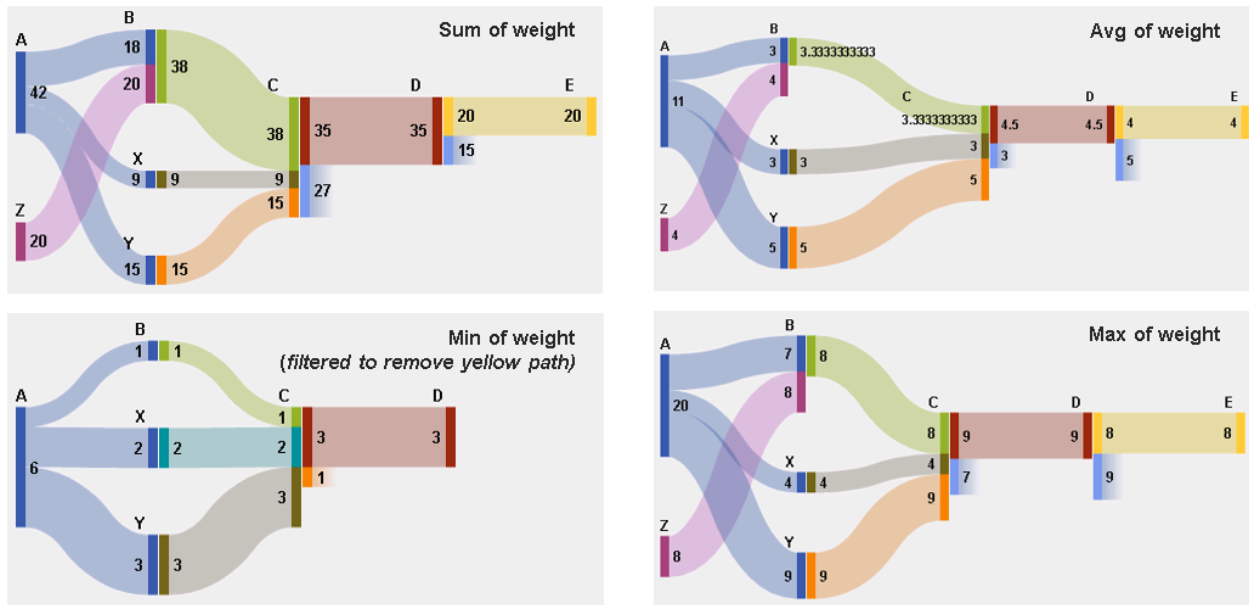 Sum of weight
A
B
18
38
42
20
C
D
E
38
35
35
20
20
15
X
9
9
9
27
15
Z
20
Y
15
15
Avg of weight
A
B
3
3.3333333333
4
11
C
D
E
3.3333333333
4.5
4.5
4
4
X
3
3
3
3
5
5
Z
4
Y
5
5
Min of weight
(filtered to remove yellow path)
B
1
1
A
C
D
X
1
2
2
2
3
3
6
1
3
Y
3
3
Max of weight
A
B
7
8
8
20
C
D
E
8
9
9
8
8
X
4
4
4
7
9
9
Z
8
Y
9
9